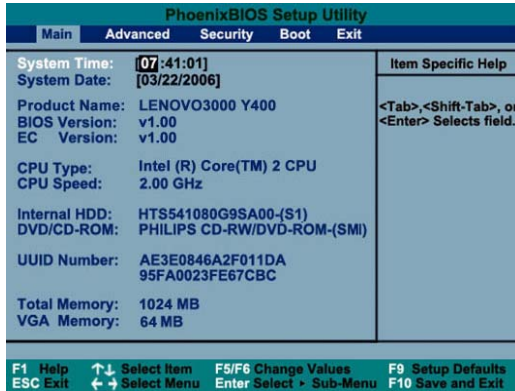 PhoenixBIOS Setup Utility
Main Advanced Security Boot Exit
System Time: [07:41:01]
System Date: [03/22/2006]
Product Name: LENOVO3000 Y400
BIOS Version: v1.00
EC Version: v1.00
CPU Type: Intel (R) Core(TM) 2 CPU
CPU Speed: 2.00 GHz
Internal HDD: HTS541080G9SA00-(S1)
DVD/CD-ROM: PHILIPS CD-RW/DVD-ROM-(SMI)
UUID Number: AE3E0846A2F011DA
95FA0023FE67CBC
Total Memory: 1024 MB
VGA Memory: 64 MB
Item Specific Help
<Tab>,<Shift-Tab>, o
<Enter> Selects field.
F1 Help ↑↓ Select Item F5/F6 Change Values F9 Setup Defaults
ESC Exit ←→ Select Menu Enter Select ▸ Sub-Menu F10 Save and Exit